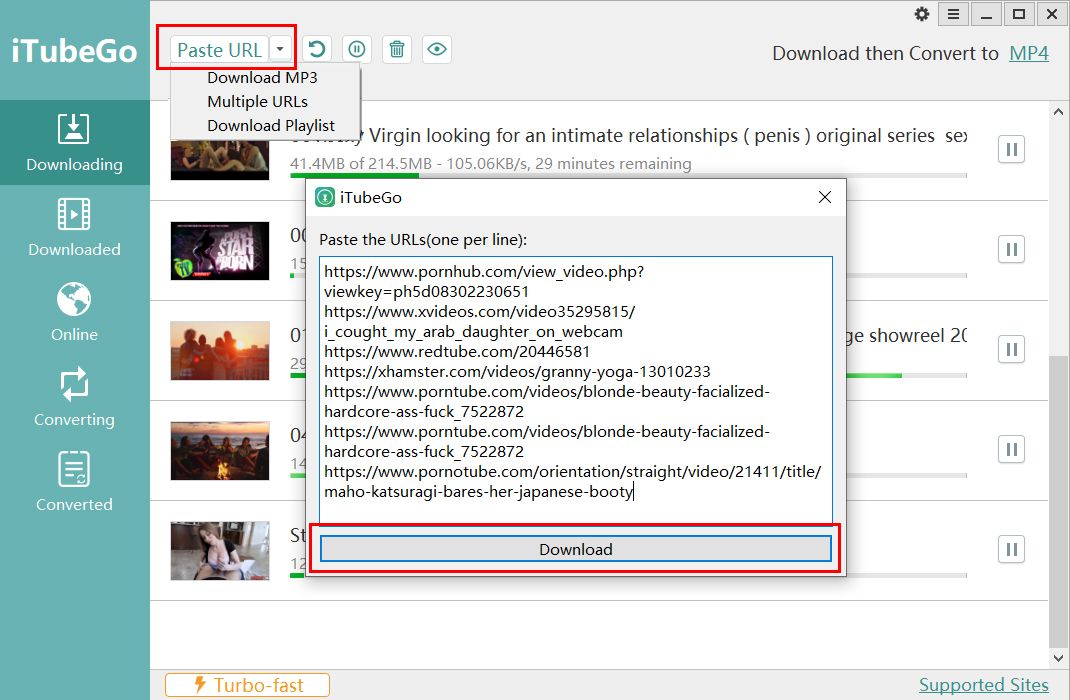 iTubeGo
Paste URL
Download then Convert to MP4
Download MP3
Multiple URLs
Download Playlist
Downloading
Downloaded
Online
Converting
Converted
Virgin looking for an intimate relationships ( penis ) original series sex
41.4MB of 214.5MB - 105.06KB/s, 29 minutes remaining
00
15
01
ge showreel 20
29
04
14
St
12
iTubeGo
Paste the URLs(one per line):
https://www.pornhub.com/view_video.php?
viewkey=ph5d08302230651
https://www.xvideos.com/video35295815/
i_cought_my_arab_daughter_on_webcam
https://www.redtube.com/20446581
https://xhamster.com/videos/granny-yoga-13010233
https://www.porntube.com/videos/blonde-beauty-facialized-
hardcore-ass-fuck_7522872
https://www.porntube.com/videos/blonde-beauty-facialized-
hardcore-ass-fuck_7522872
https://www.pornotube.com/orientation/straight/video/21411/title/
maho-katsuragi-bares-her-japanese-booty
Download
PORN
STAR
BORN
Turbo-fast
Supported Sites